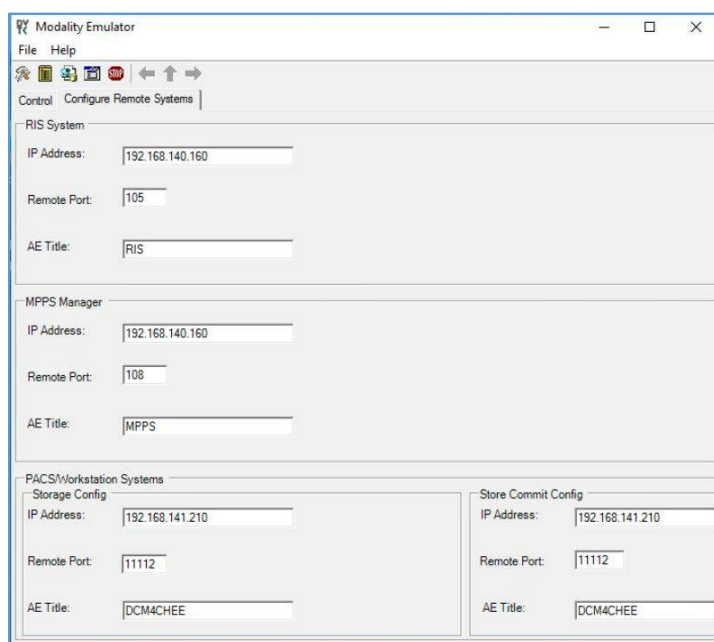 Modality Emulator
File Help
STOP
Control Configure Remote Systems
RIS System
IP Address: 192.168.140.160
Remote Port: 105
AE Title: RIS
MPPS Manager
IP Address: 192.168.140.160
Remote Port: 108
AE Title: MPPS
PACS/Workstation Systems
Storage Config Store Commit Config
IP Address: 192.168.141.210 IP Address: 192.168.141.210
Remote Port: 11112 Remote Port: 11112
AE Title: DCM4CHEE AE Title: DCM4CHEE